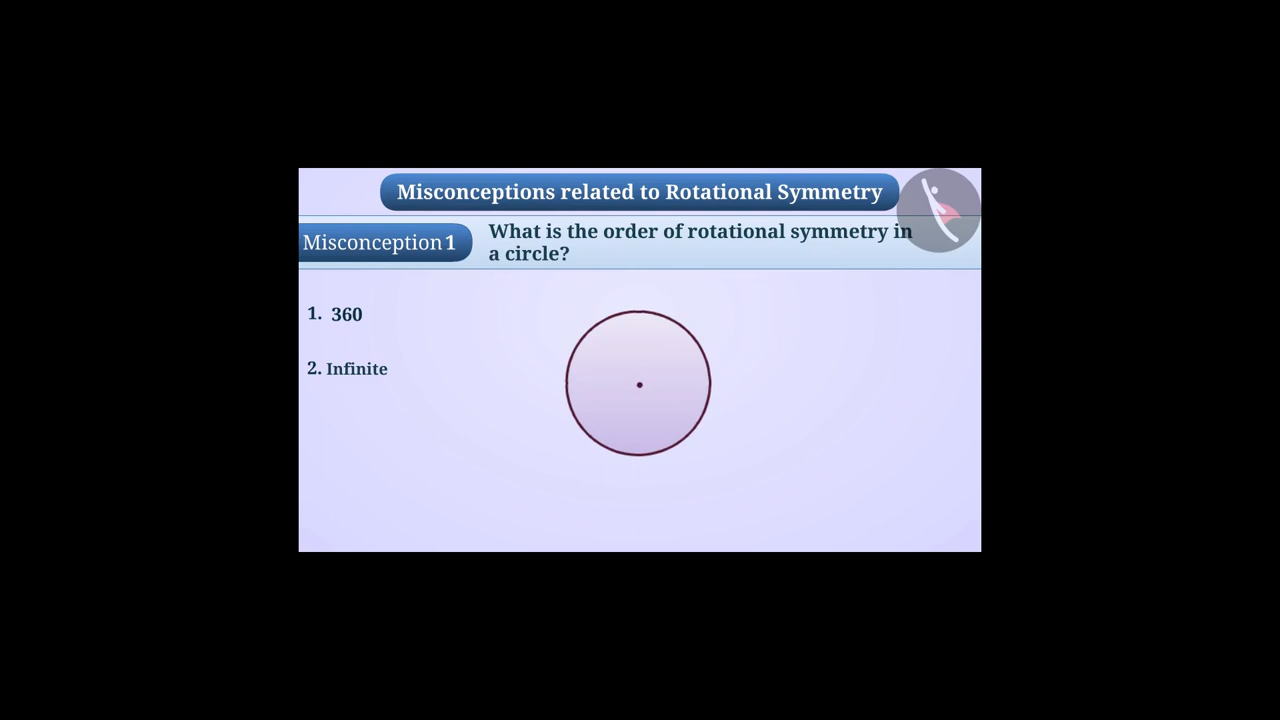 Misconceptions related to Rotational Symmetry
Misconception 1
What is the order of rotational symmetry in
a circle?
1. 360
2. Infinite